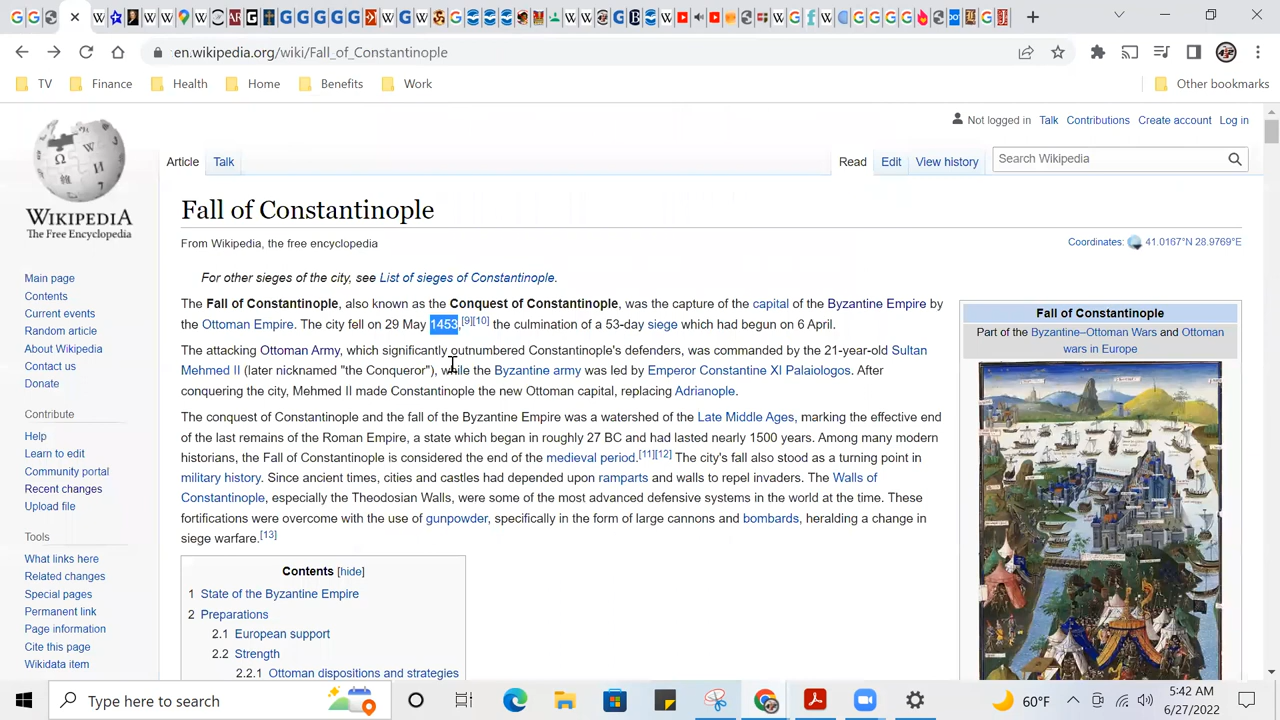 en.wikipedia.org/wiki/Fall_of_Constantinople
TV Finance Health Home Benefits Work Other bookmarks
Not logged in Talk Contributions Create account Log in
Article Talk Read Edit View history Search Wikipedia
WIKIPEDIA
The Free Encyclopedia
Main page
Contents
Current events
Random article
About Wikipedia
Contact us
Donate
Contribute
Help
Learn to edit
Community portal
Recent changes
Upload file
Tools
What links here
Related changes
Special pages
Permanent link
Page information
Cite this page
Wikidata item
Fall of Constantinople
From Wikipedia, the free encyclopedia
Coordinates: 41.0167°N 28.9769°E
For other sieges of the city, see List of sieges of Constantinople.
The Fall of Constantinople, also known as the Conquest of Constantinople, was the capture of the capital of the Byzantine Empire by
the Ottoman Empire. The city fell on 29 May 1453,[9][10] the culmination of a 53-day siege which had begun on 6 April.
The attacking Ottoman Army, which significantly outnumbered Constantinople's defenders, was commanded by the 21-year-old Sultan
Mehmed II (later nicknamed "the Conqueror"), while the Byzantine army was led by Emperor Constantine XI Palaiologos. After
conquering the city, Mehmed II made Constantinople the new Ottoman capital, replacing Adrianople.
The conquest of Constantinople and the fall of the Byzantine Empire was a watershed of the Late Middle Ages, marking the effective end
of the last remains of the Roman Empire, a state which began in roughly 27 BC and had lasted nearly 1500 years. Among many modern
historians, the Fall of Constantinople is considered the end of the medieval period.[11][12] The city's fall also stood as a turning point in
military history. Since ancient times, cities and castles had depended upon ramparts and walls to repel invaders. The Walls of
Constantinople, especially the Theodosian Walls, were some of the most advanced defensive systems in the world at the time. These
fortifications were overcome with the use of gunpowder, specifically in the form of large cannons and bombards, heralding a change in
siege warfare.[13]
Contents [hide]
1 State of the Byzantine Empire
2 Preparations
2.1 European support
2.2 Strength
2.2.1 Ottoman dispositions and strategies
Fall of Constantinople
Part of the Byzantine–Ottoman Wars and Ottoman
wars in Europe
Type here to search
60°F
5:42 AM
6/27/2022